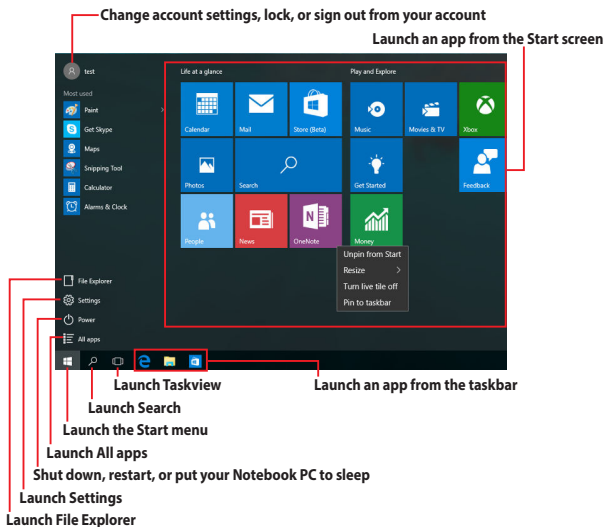 Change account settings, lock, or sign out from your account
Launch an app from the Start screen
test
Life at a glance
Play and Explore
Most used
Paint
Get Skype
Maps
Snipping Tool
Calculator
Alarms & Clock
Calendar
Mail
Store (Beta)
Music
Movies & TV
Xbox
Photos
Search
Get Started
Feedback
People
News
N
OneNote
Money
Unpin from Start
Resize
Turn live tile off
Pin to taskbar
File Explorer
Settings
Power
All apps
Launch Taskview
Launch an app from the taskbar
Launch Search
Launch the Start menu
Launch All apps
Shut down, restart, or put your Notebook PC to sleep
Launch Settings
Launch File Explorer